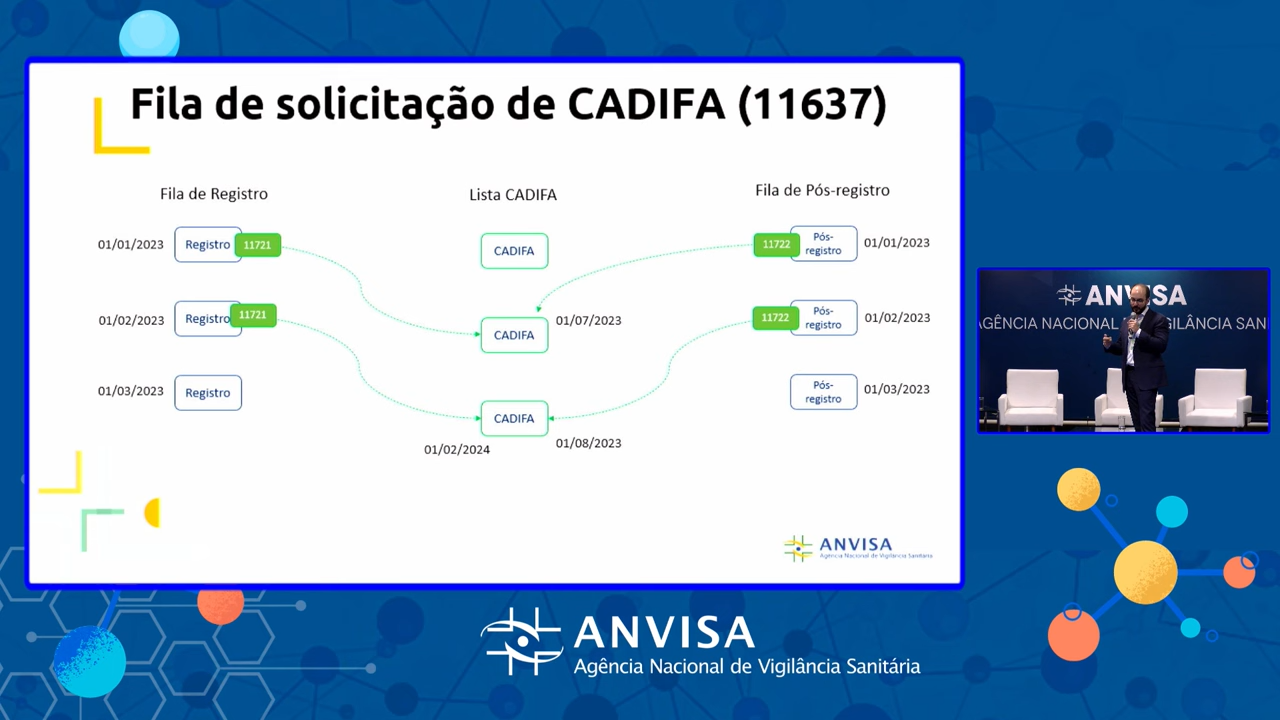 Fila de solicitação de CADIFA (11637)
Fila de Registro
Lista CADIFA
Fila de Pós-registro
01/01/2023
Registro
11721
CADIFA
11722
Pós-
registro
01/01/2023
01/02/2023
Registro
11721
CADIFA
01/07/2023
11722
Pós-
registro
01/02/2023
01/03/2023
Registro
CADIFA
01/02/2024
01/08/2023
Pós-
registro
01/03/2023
ANVISA
Agência Nacional de Vigilância Sanitária
ANVISA
AGÊNCIA NACIONAL VIGILÂNCIA SANI
ANVISA
Agência Nacional de Vigilância Sanitária